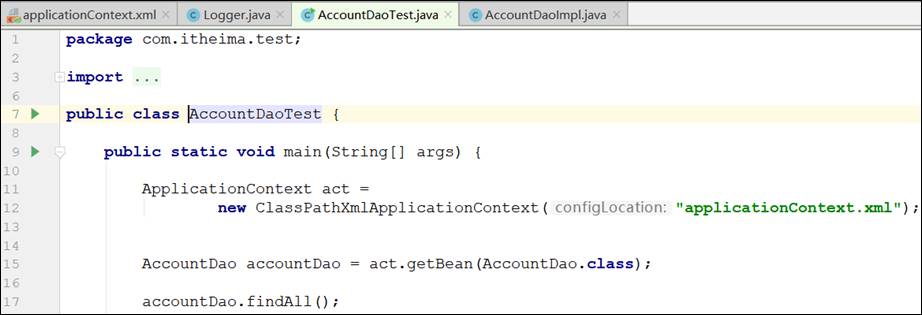 applicationContext.xml × Logger.java × AccountDaoTest.java × AccountDaoImpl.java ×
1 package com.itheima.test;
2
3 import ...
6
7 public class AccountDaoTest {
8
9 public static void main(String[] args) {
10
11 ApplicationContext act =
12 new ClassPathXmlApplicationContext( configLocation: "applicationContext.xml");
13
14
15 AccountDao accountDao = act.getBean(AccountDao.class);
16
17 accountDao.findAll();